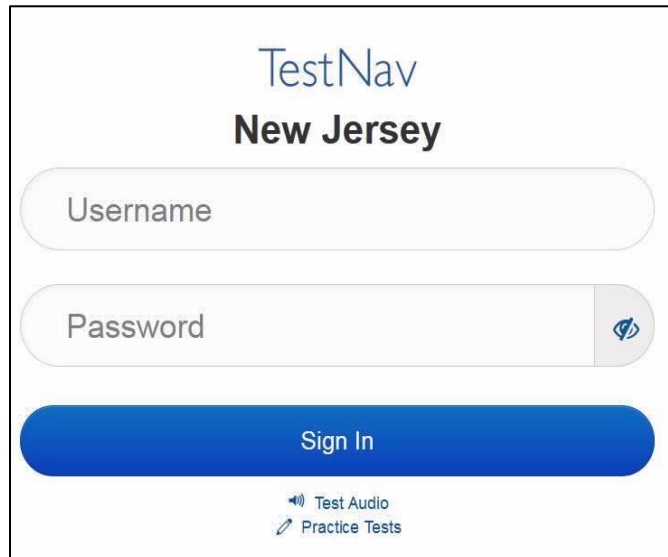 TestNav
New Jersey
Username
Password
Sign In
Test Audio
Practice Tests